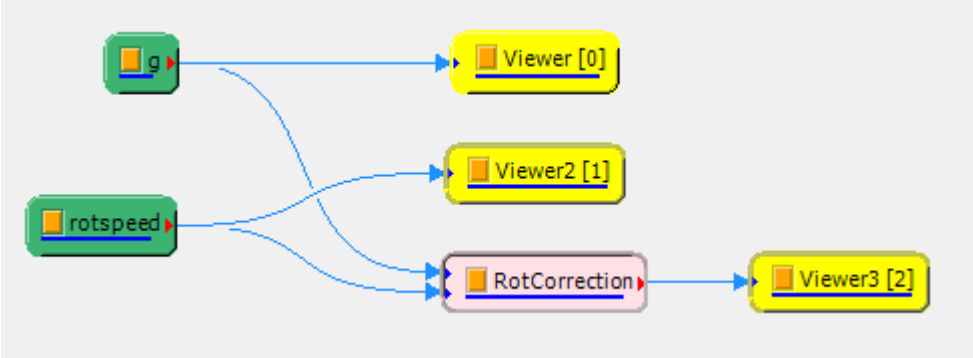 g
Viewer [0]
Viewer2 [1]
rotspeed
RotCorrection
Viewer3 [2]